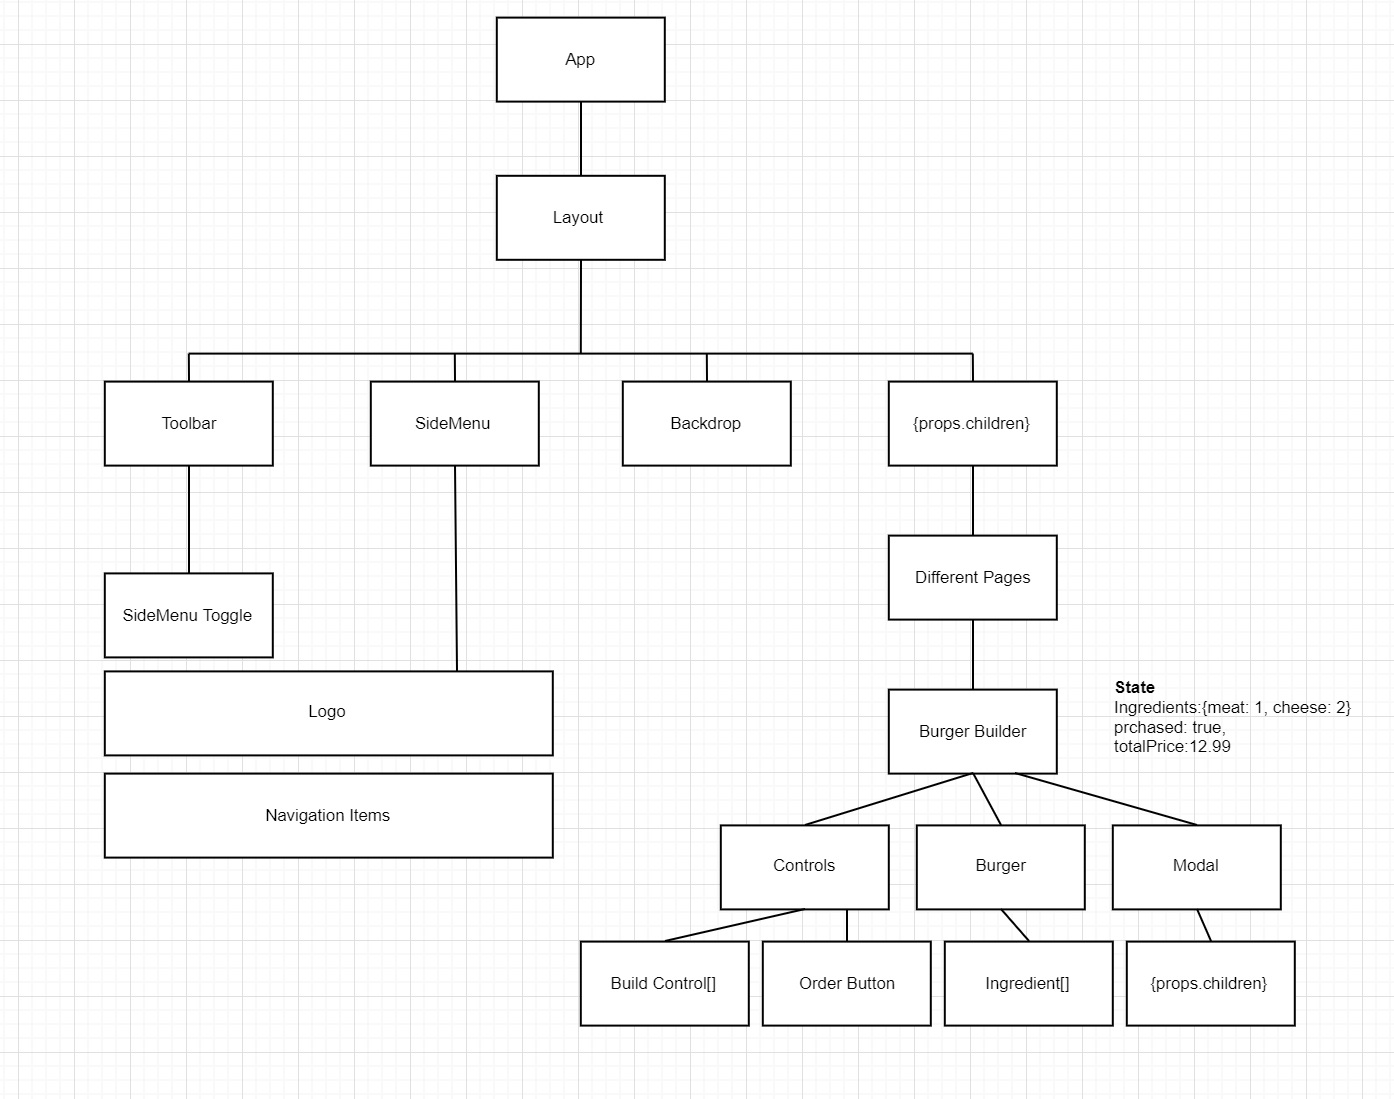 App
Layout
Toolbar
SideMenu
Backdrop
{props.children}
Different Pages
SideMenu Toggle
Logo
Navigation Items
Burger Builder
State
Ingredients:{meat: 1, cheese: 2}
prchased: true,
totalPrice:12.99
Controls
Burger
Modal
Build Control[]
Order Button
Ingredient[]
{props.children}